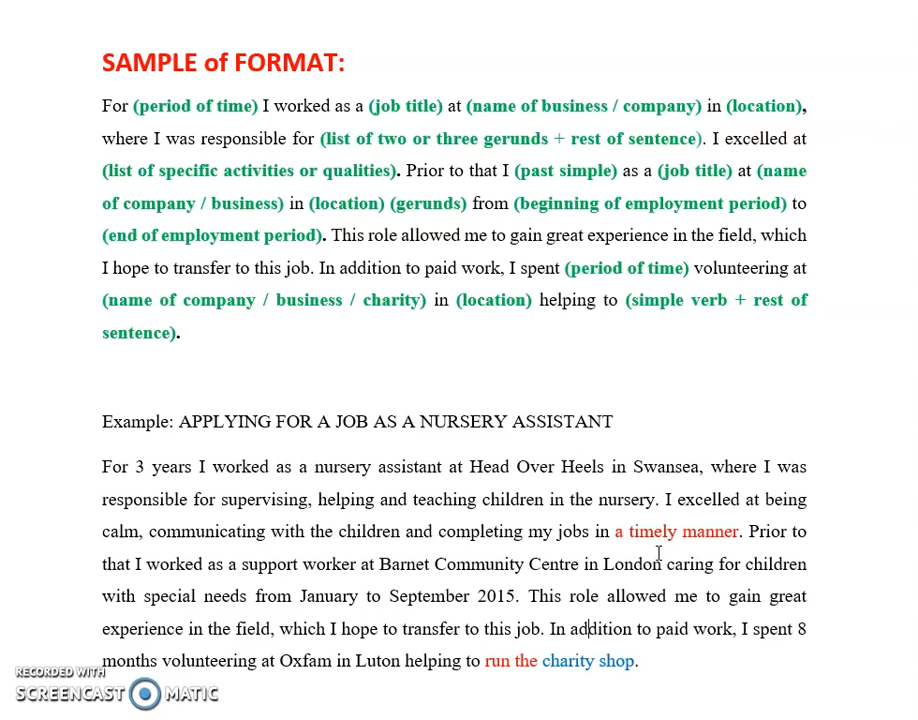 SAMPLE of FORMAT:
For (period of time) I worked as a (job title) at (name of business / company) in (location),
where I was responsible for (list of two or three gerunds + rest of sentence). I excelled at
(list of specific activities or qualities). Prior to that I (past simple) as a (job title) at (name
of company / business) in (location) (gerunds) from (beginning of employment period) to
(end of employment period). This role allowed me to gain great experience in the field, which
I hope to transfer to this job. In addition to paid work, I spent (period of time) volunteering at
(name of company / business / charity) in (location) helping to (simple verb + rest of
sentence).
Example: APPLYING FOR A JOB AS A NURSERY ASSISTANT
For 3 years I worked as a nursery assistant at Head Over Heels in Swansea, where I was
responsible for supervising, helping and teaching children in the nursery. I excelled at being
calm, communicating with the children and completing my jobs in a timely manner. Prior to
that I worked as a support worker at Barnet Community Centre in London caring for children
with special needs from January to September 2015. This role allowed me to gain great
experience in the field, which I hope to transfer to this job. In addition to paid work, I spent 8
months volunteering at Oxfam in Luton helping to run the charity shop.
RECORDED WITH
SCREENCAST MATIC